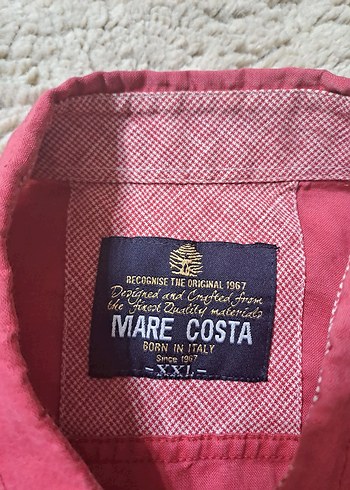 RECOGNISE THE ORIGINAL 1967
Designed and Crafted from
the finest Quality materials
MARE COSTA
BORN IN ITALY
Since 1967
-XXL-